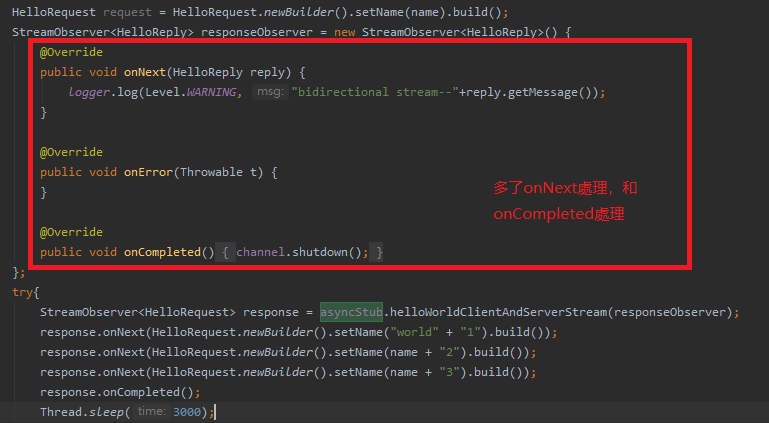 HelloRequest request = HelloRequest.newBuilder().setName(name).build();
StreamObserver<HelloReply> responseObserver = new StreamObserver<HelloReply>() {
@Override
public void onNext(HelloReply reply) {
logger.log(Level.WARNING, msg: "bidirectional stream--"+reply.getMessage());
}
@Override
public void onError(Throwable t) {
}
多了onNext處理，和
onCompleted處理
@Override
public void onCompleted() { channel.shutdown(); }
};
try{
StreamObserver<HelloRequest> response = asyncStub.helloWorldClientAndServerStream(responseObserver);
response.onNext(HelloRequest.newBuilder().setName("world" + "1").build());
response.onNext(HelloRequest.newBuilder().setName(name + "2").build());
response.onNext(HelloRequest.newBuilder().setName(name + "3").build());
response.onCompleted();
Thread.sleep( time: 3000);